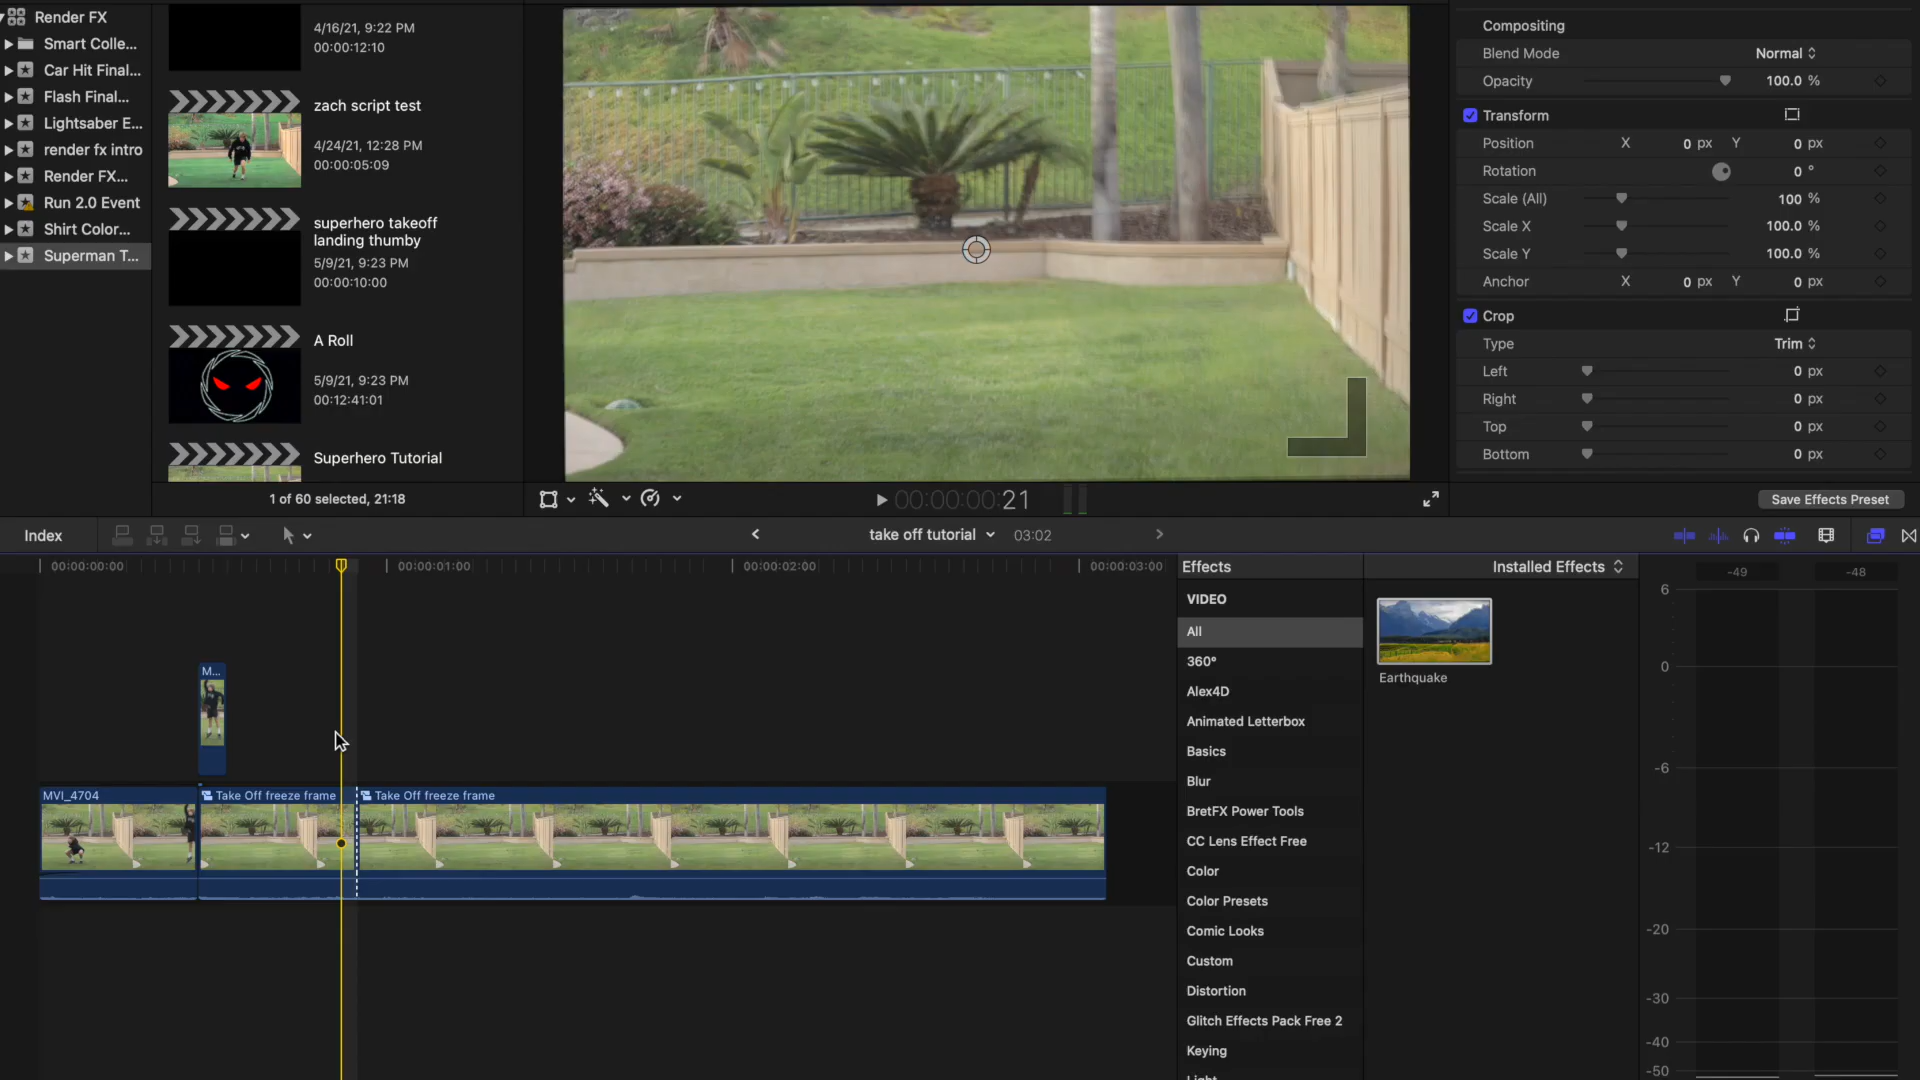 Render FX
Smart Colle...
Car Hit Final...
Flash Final...
Lightsaber E...
render fx intro
Render FX...
Run 2.0 Event
Shirt Color...
Superman T...
4/16/21, 9:22 PM
00:00:12:10
zach script test
4/24/21, 12:28 PM
00:00:05:09
superhero takeoff
landing thumby
5/9/21, 9:23 PM
00:00:10:00
A Roll
5/9/21, 9:23 PM
00:12:41:01
Superhero Tutorial
1 of 60 selected, 21:18
00:00:00:21
Compositing
Blend Mode Normal
Opacity 100.0 %
Transform
Position X 0 px Y 0 px
Rotation 0 °
Scale (All) 100 %
Scale X 100.0 %
Scale Y 100.0 %
Anchor X 0 px Y 0 px
Crop
Type Trim
Left 0 px
Right 0 px
Top 0 px
Bottom 0 px
Save Effects Preset
Index
take off tutorial 03:02
00:00:00:00 00:00:01:00 00:00:02:00 00:00:03:00
M...
MVI_4704
Take Off freeze frame
Take Off freeze frame
Effects
Installed Effects
VIDEO
All
360°
Alex4D
Animated Letterbox
Basics
Blur
BretFX Power Tools
CC Lens Effect Free
Color
Color Presets
Comic Looks
Custom
Distortion
Glitch Effects Pack Free 2
Keying
Light
Earthquake
-49 -48
6
0
-6
-12
-20
-30
-40
-50